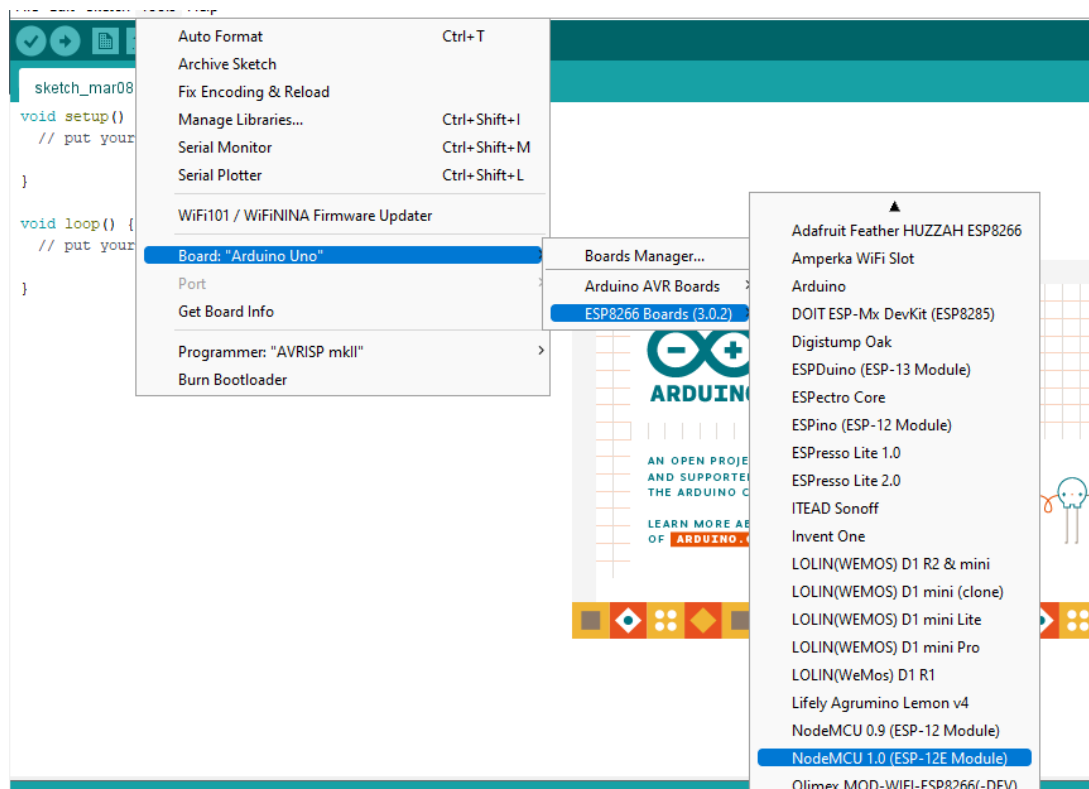 sketch_mar08
void setup()
// put your
}
void loop() {
// put your
}
Auto Format Ctrl+T
Archive Sketch
Fix Encoding & Reload
Manage Libraries... Ctrl+Shift+I
Serial Monitor Ctrl+Shift+M
Serial Plotter Ctrl+Shift+L
WiFi101 / WiFiNINA Firmware Updater
Board: "Arduino Uno"
Port
Get Board Info
Programmer: "AVRISP mkII"
Burn Bootloader
Boards Manager...
Arduino AVR Boards
ESP8266 Boards (3.0.2)
ARDUIN
AN OPEN PROJE
AND SUPPORTE
THE ARDUINO C
LEARN MORE AB
OF ARDUINO.
Adafruit Feather HUZZAH ESP8266
Amperka WiFi Slot
Arduino
DOIT ESP-Mx DevKit (ESP8285)
Digistump Oak
ESPDuino (ESP-13 Module)
ESPectro Core
ESPino (ESP-12 Module)
ESPresso Lite 1.0
ESPresso Lite 2.0
ITEAD Sonoff
Invent One
LOLIN(WEMOS) D1 R2 & mini
LOLIN(WEMOS) D1 mini (clone)
LOLIN(WEMOS) D1 mini Lite
LOLIN(WEMOS) D1 mini Pro
LOLIN(WeMos) D1 R1
Lifely Agrumino Lemon v4
NodeMCU 0.9 (ESP-12 Module)
NodeMCU 1.0 (ESP-12E Module)
Olimex MOD-WIFI-ESP8266(-DEV)